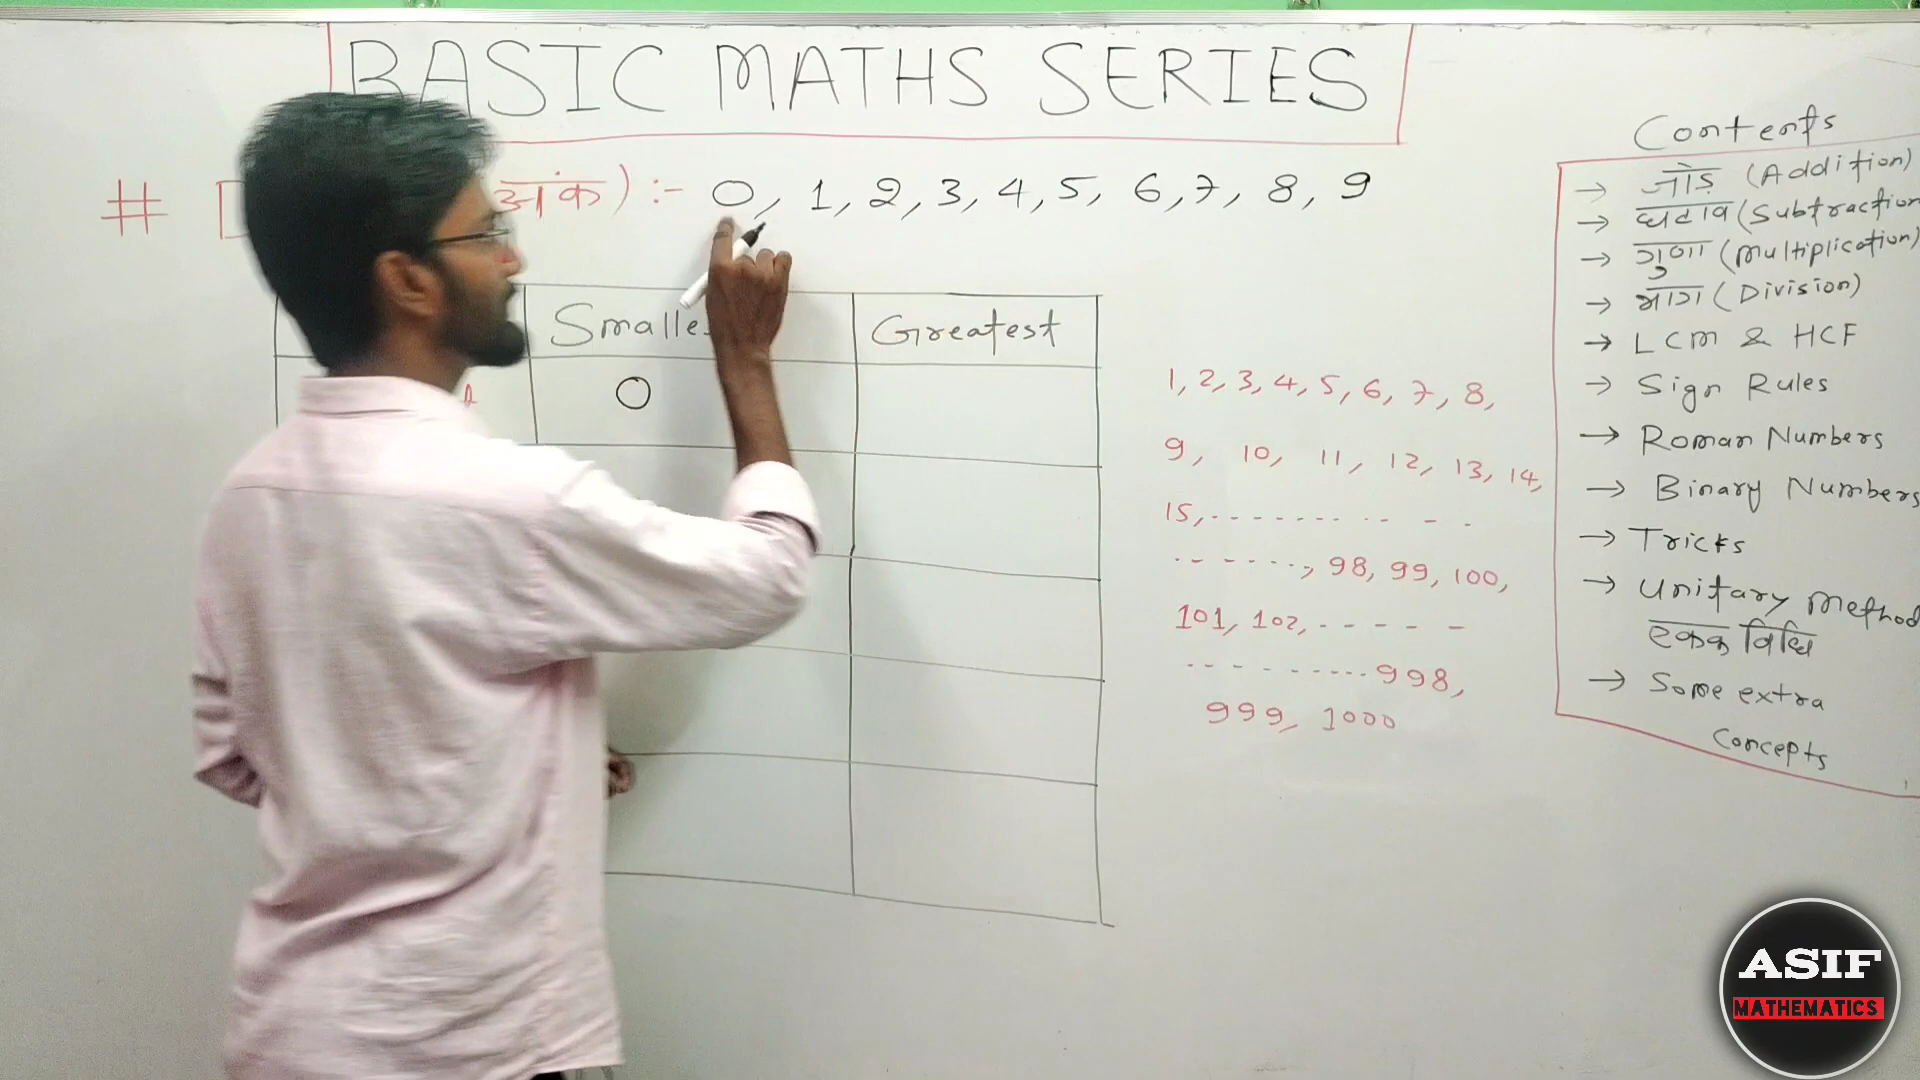 BASIC MATHS SERIES
# अंक) :- 0, 1, 2, 3, 4, 5, 6, 7, 8, 9
Smalle Greatest
0
1, 2, 3, 4, 5, 6, 7, 8,
9, 10, 11, 12, 13, 14,
15, - - - - - - - - - - -
- - - - - -, 98, 99, 100,
101, 102, - - - - -
- - - - - - - - - 998,
999, 1000
Contents
→ जोड़ (Addition)
→ घटाव (Subtraction
→ गुणा (Multiplication)
→ भाग (Division)
→ LCM & HCF
→ Sign Rules
→ Roman Numbers
→ Binary Numbers
→ Tricks
→ Unitary Method
एकक विधि
→ Some extra
Concepts
ASIF
MATHEMATICS